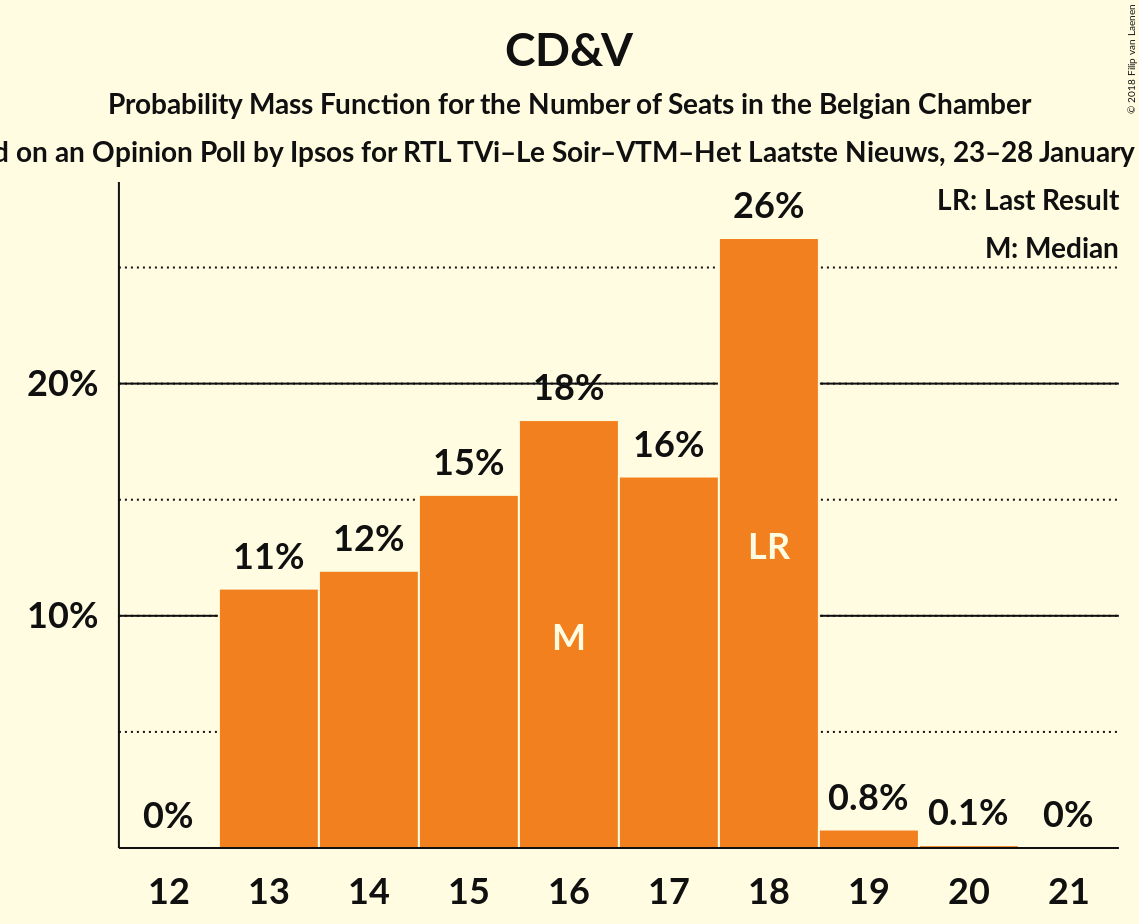 CD&V
Probability Mass Function for the Number of Seats in the Belgian Chamber
on an Opinion Poll by Ipsos for RTL TVi–Le Soir–VTM–Het Laatste Nieuws, 23–28 January
© 2018 Filip van Laenen
LR: Last Result
M: Median
26%
20%
18%
16%
15%
12%
11%
LR
10%
M
0%
0.8%
0.1%
0%
12 13 14 15 16 17 18 19 20 21